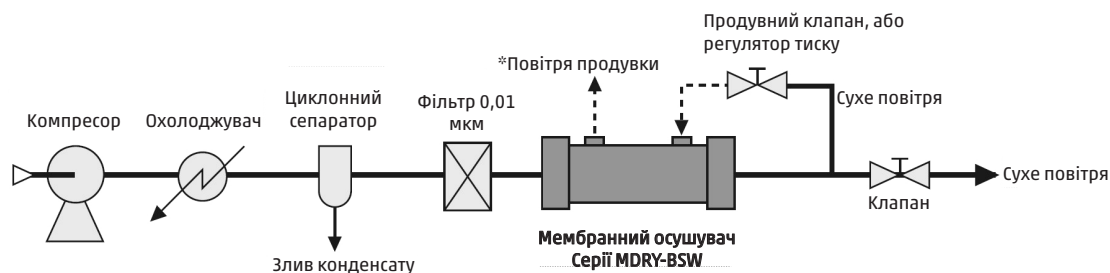 Продувний клапан, або
регулятор тиску
*Повітря продувки
Сухе повітря
Циклонний
сепаратор
Фільтр 0,01
мкм
Компресор
Охолоджувач
Сухе повітря
Клапан
Мембранний осушувач
Серії MDRY-BSW
Злив конденсату